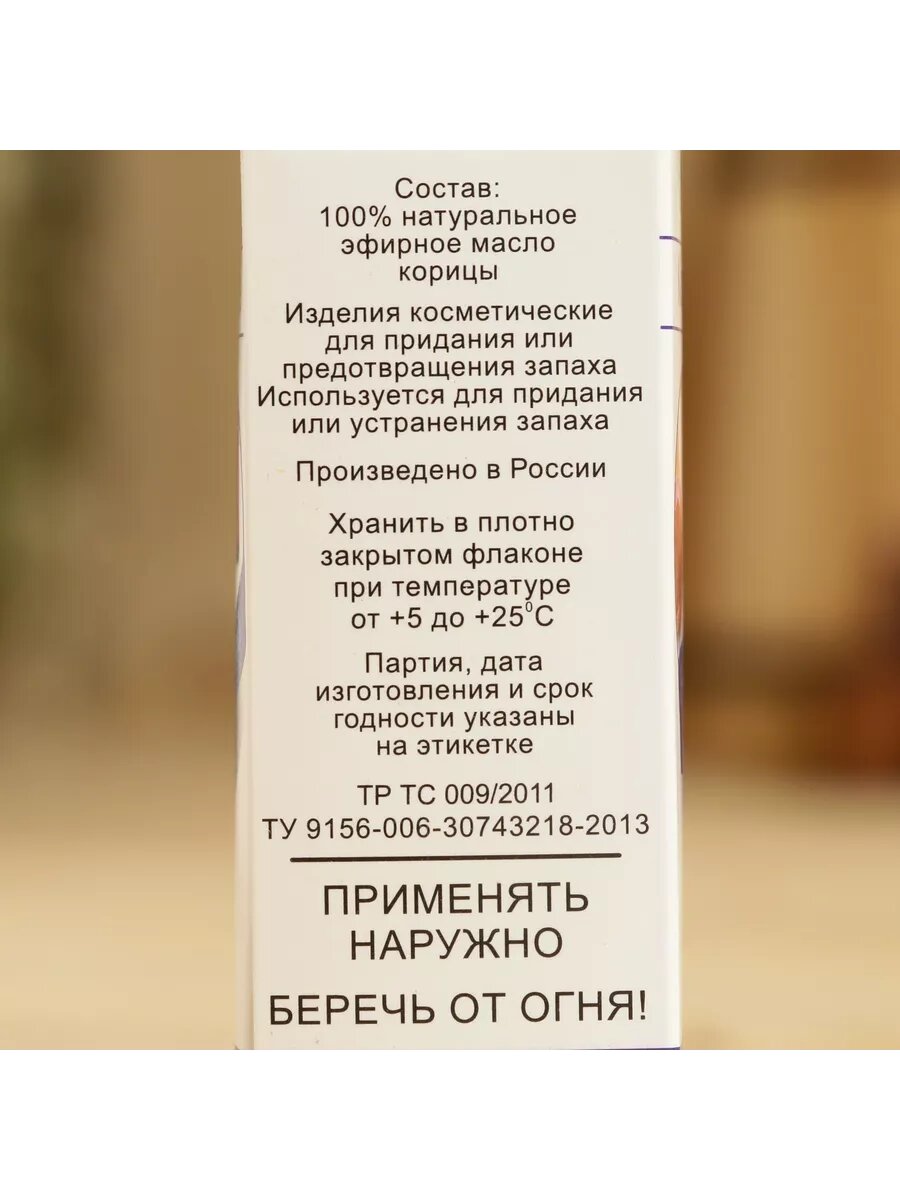 Состав:
100% натуральное
эфирное масло
корицы
Изделия косметические
для придания или
предотвращения запаха
Используется для придания
или устранения запаха
Произведено в России
Хранить в плотно
закрытом флаконе
при температуре
от +5 до +25⁰С
Партия, дата
изготовления и срок
годности указаны
на этикетке
ТР ТС 009/2011
ТУ 9156-006-30743218-2013
ПРИМЕНЯТЬ
НАРУЖНО
БЕРЕЧЬ ОТ ОГНЯ!